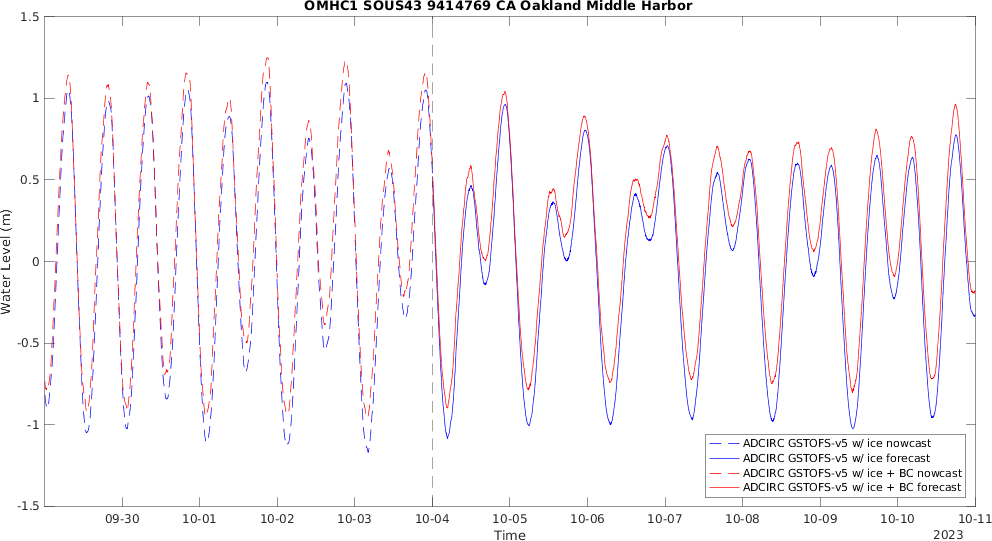 OMHC1 SOUS43 9414769 CA Oakland Middle Harbor
Water Level (m)
1.5
1
0.5
0
-0.5
-1
-1.5
ADCIRC GSTOFS-v5 w/ ice nowcast
ADCIRC GSTOFS-v5 w/ ice forecast
ADCIRC GSTOFS-v5 w/ ice + BC nowcast
ADCIRC GSTOFS-v5 w/ ice + BC forecast
09-30 10-01 10-02 10-03 10-04 10-05 10-06 10-07 10-08 10-09 10-10 10-11
Time
2023